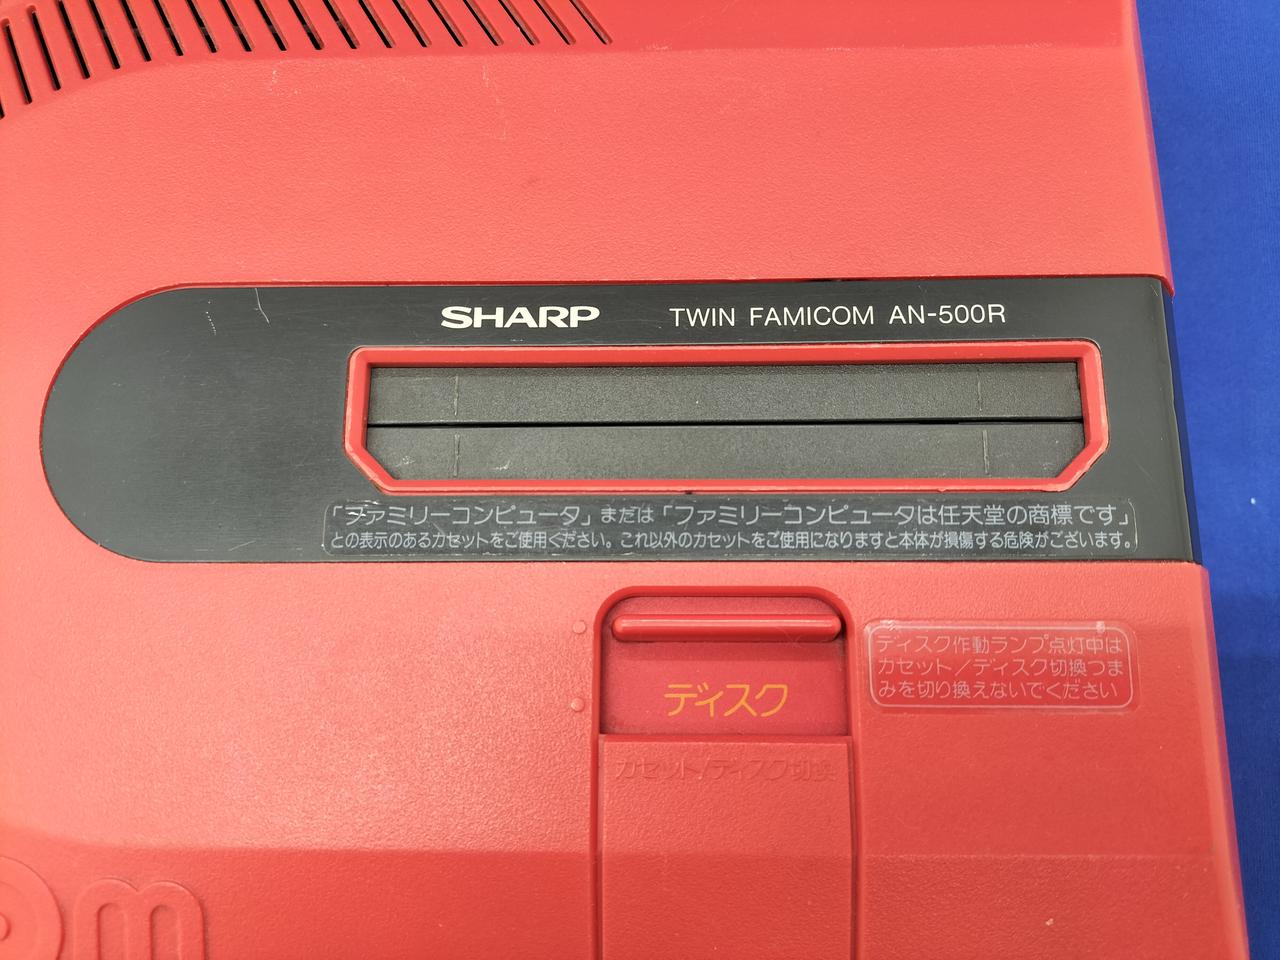 SHARP TWIN FAMICOM AN-500R
「ファミリーコンピュータ」または「ファミリーコンピュータは任天堂の商標です」
との表示のあるカセットをご使用ください。これ以外のカセットをご使用になりますと本体が損傷する危険がございます。
ディスク作動ランプ点灯中は
カセット/ディスク切換つま
みを切り換えないでください
ディスク
カセット/ディスク切換
om